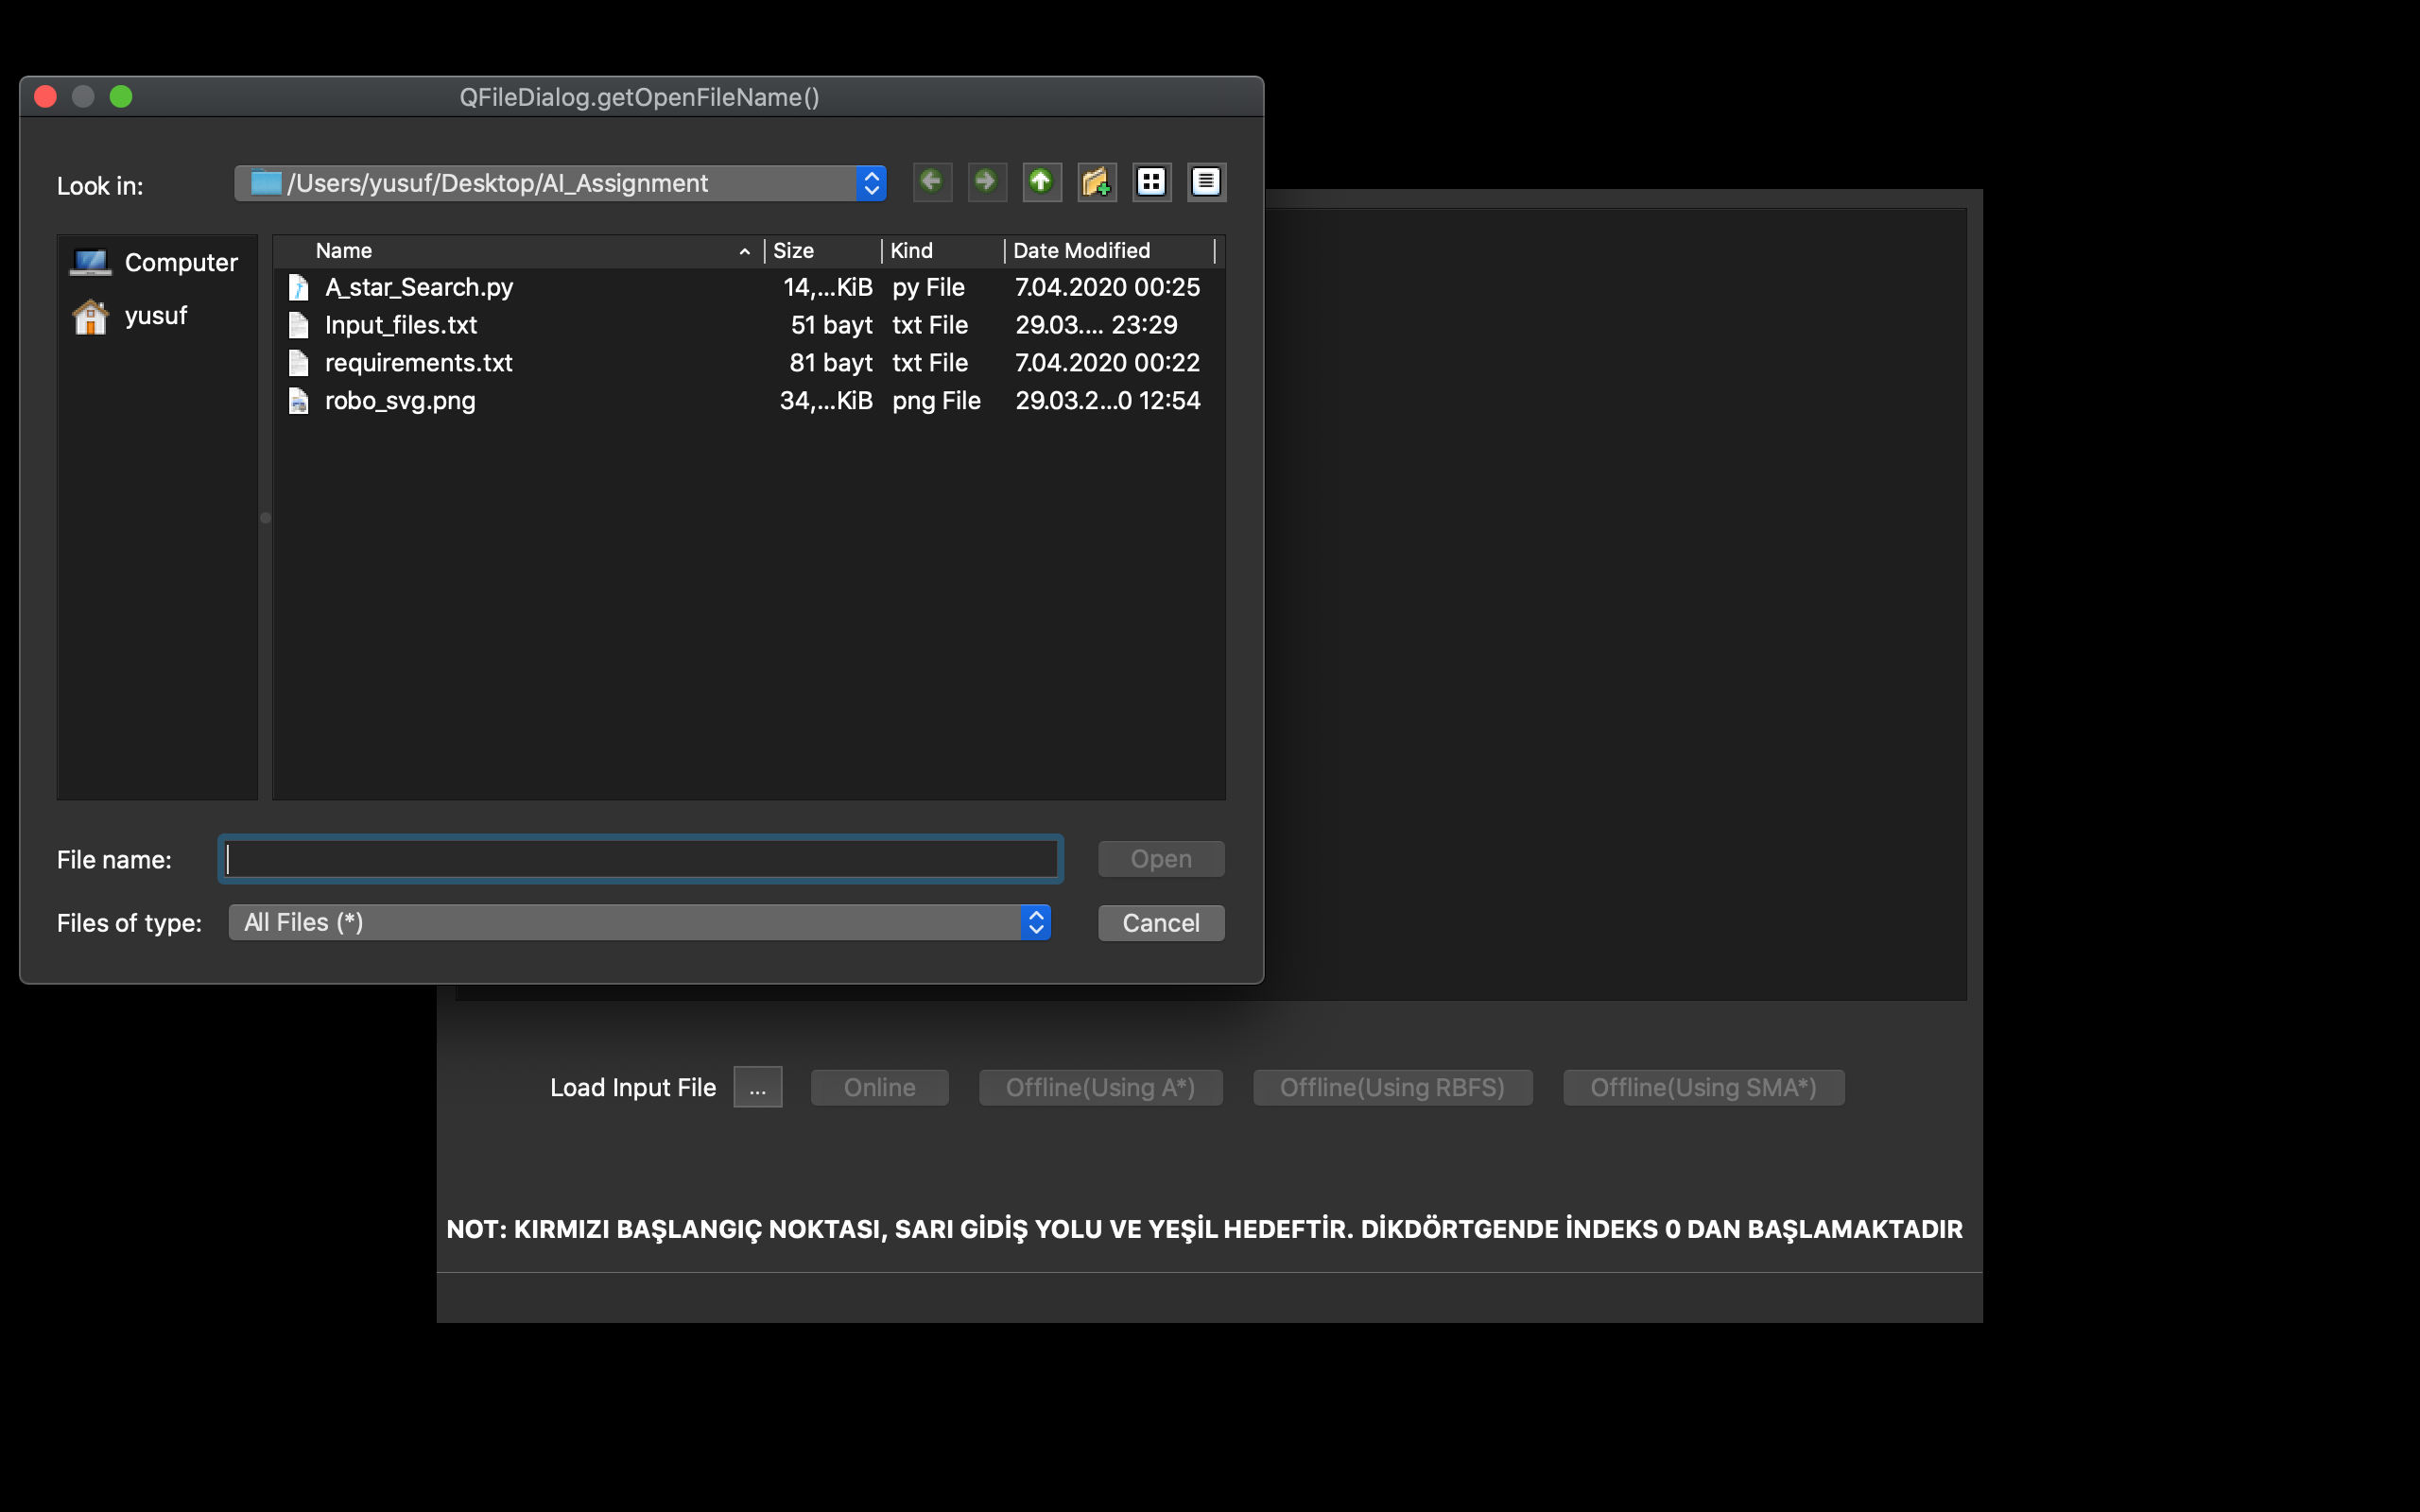 QFileDialog.getOpenFileName()
Look in: /Users/yusuf/Desktop/AI_Assignment
Computer
yusuf
Name Size Kind Date Modified
A_star_Search.py 14,...KiB py File 7.04.2020 00:25
Input_files.txt 51 bayt txt File 29.03.... 23:29
requirements.txt 81 bayt txt File 7.04.2020 00:22
robo_svg.png 34,...KiB png File 29.03.2...0 12:54
File name: Open
Files of type: All Files (*) Cancel
Load Input File ... Online Offline(Using A*) Offline(Using RBFS) Offline(Using SMA*)
NOT: KIRMIZI BAŞLANGIÇ NOKTASI, SARI GİDİŞ YOLU VE YEŞİL HEDEFTİR. DİKDÖRTGENDE İNDEKS 0 DAN BAŞLAMAKTADIR